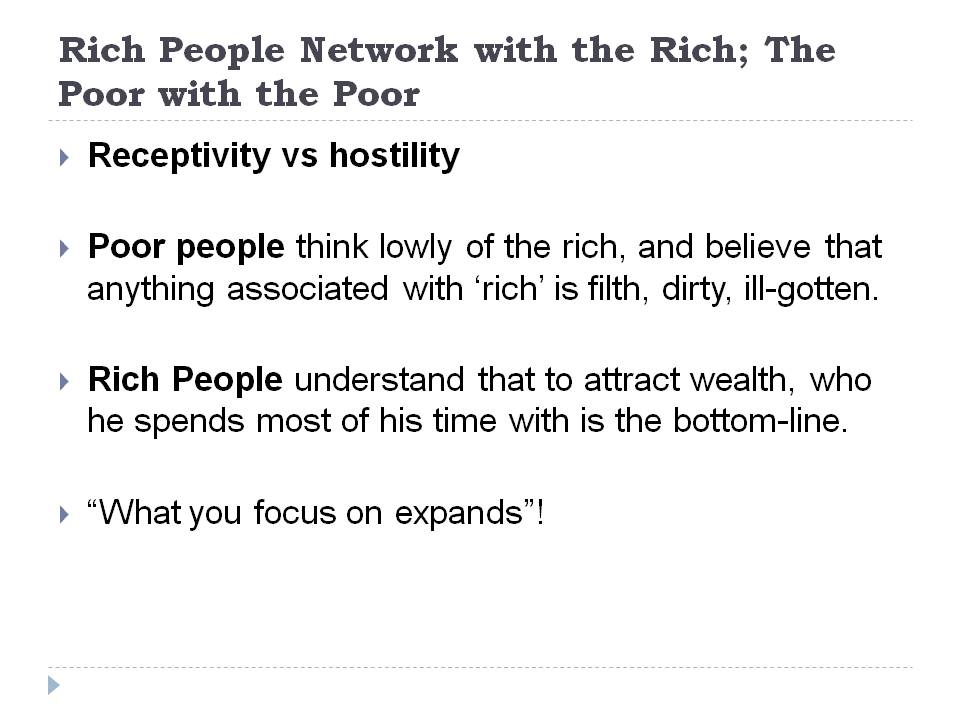 Rich People Network with the Rich; The
Poor with the Poor
Receptivity vs hostility
Poor people think lowly of the rich, and believe that
anything associated with ‘rich’ is filth, dirty, ill-gotten.
Rich People understand that to attract wealth, who
he spends most of his time with is the bottom-line.
“What you focus on expands”!